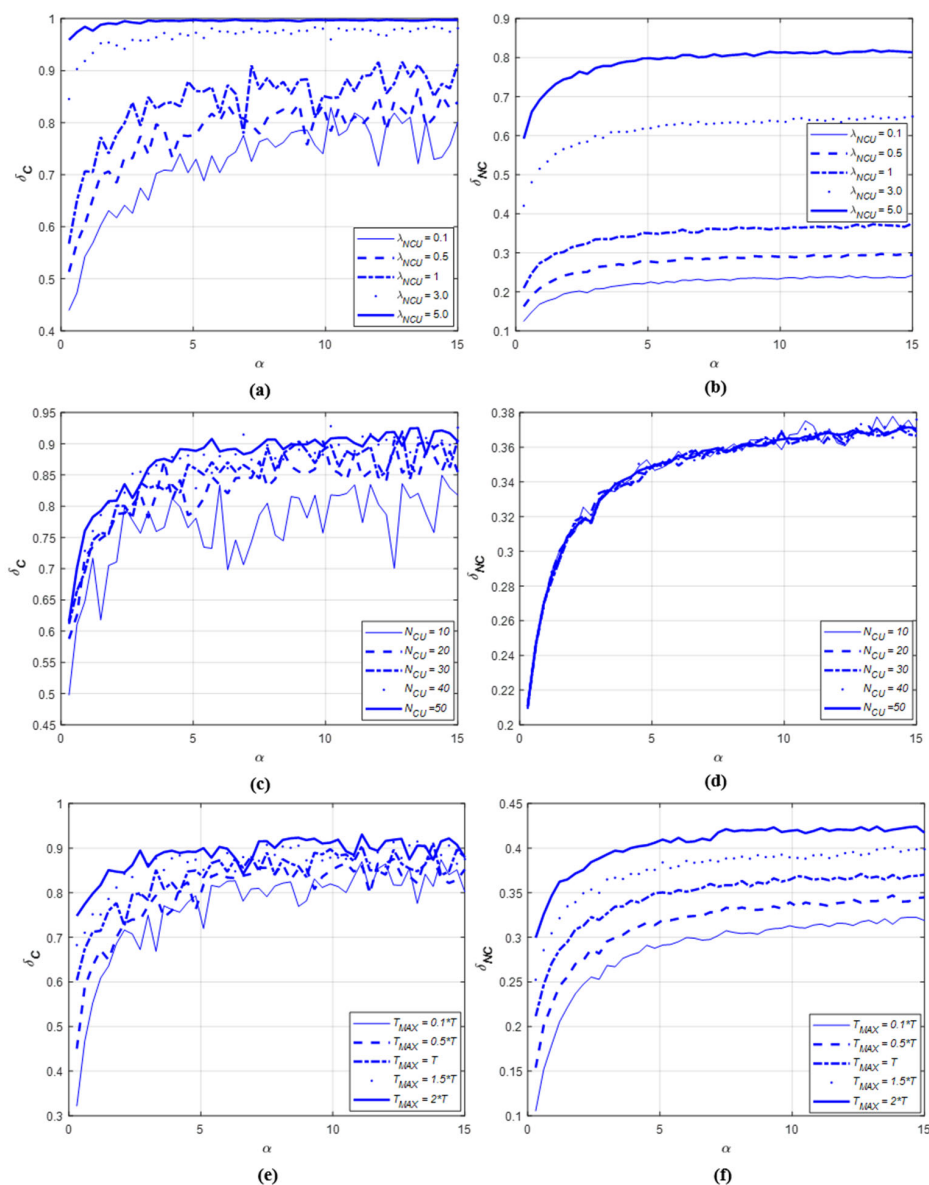 1
0.9
0.8
0.7
0.6
0.5
0.4
δC
0
5
10
15
α
λNCU = 0.1
λNCU = 0.5
λNCU = 1
λNCU = 3.0
λNCU = 5.0
(a)
0.9
0.8
0.7
0.6
0.5
0.4
0.3
0.2
0.1
δNC
0
5
10
15
α
λNCU = 0.1
λNCU = 0.5
λNCU = 1
λNCU = 3.0
λNCU = 5.0
(b)
0.95
0.9
0.85
0.8
0.75
0.7
0.65
0.6
0.55
0.5
0.45
δC
0
5
10
15
α
NCU = 10
NCU = 20
NCU = 30
NCU = 40
NCU =50
(c)
0.38
0.36
0.34
0.32
0.3
0.28
0.26
0.24
0.22
0.2
δNC
0
5
10
15
α
NCU = 10
NCU = 20
NCU = 30
NCU = 40
NCU = 50
(d)
1
0.9
0.8
0.7
0.6
0.5
0.4
0.3
δC
0
5
10
15
α
TMAX = 0.1*T
TMAX = 0.5*T
TMAX = T
TMAX = 1.5*T
TMAX = 2*T
(e)
0.45
0.4
0.35
0.3
0.25
0.2
0.15
0.1
δNC
0
5
10
15
α
TMAX = 0.1*T
TMAX = 0.5*T
TMAX = T
TMAX = 1.5*T
TMAX = 2*T
(f)